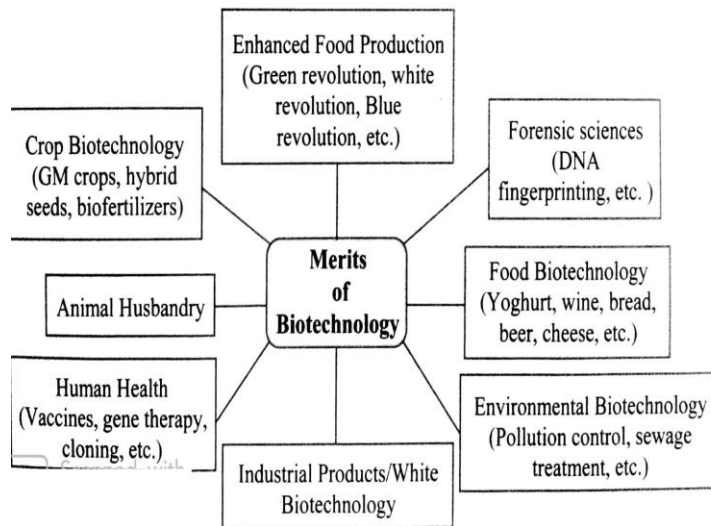 Enhanced Food Production
(Green revolution, white
revolution, Blue
revolution, etc.)
Crop Biotechnology
(GM crops, hybrid
seeds, biofertilizers)
Forensic sciences
(DNA
fingerprinting, etc. )
Merits
of
Biotechnology
Animal Husbandry
Food Biotechnology
(Yoghurt, wine, bread,
beer, cheese, etc.)
Human Health
(Vaccines, gene therapy,
cloning, etc.)
Environmental Biotechnology
(Pollution control, sewage
treatment, etc.)
Industrial Products/White
Biotechnology